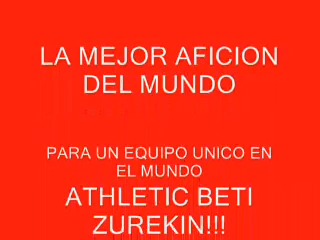 LA MEJOR AFICION
DEL MUNDO
PARA UN EQUIPO UNICO EN
EL MUNDO
ATHLETIC BETI
ZUREKIN!!!